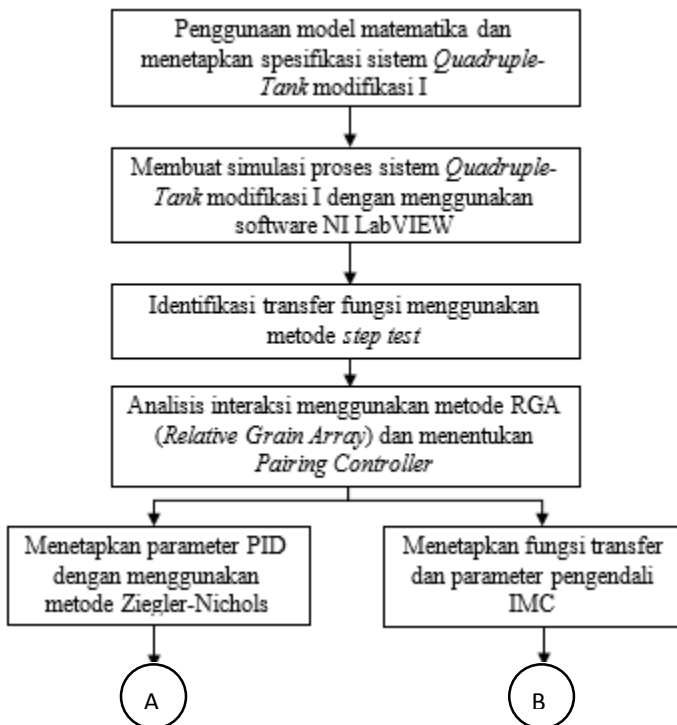 Penggunaan model matematika dan
menetapkan spesifikasi sistem Quadruple-
Tank modifikasi I
Membuat simulasi proses sistem Quadruple-
Tank modifikasi I dengan menggunakan
software NI LabVIEW
Identifikasi transfer fungsi menggunakan
metode step test
Analisis interaksi menggunakan metode RGA
(Relative Grain Array) dan menentukan
Pairing Controller
Menetapkan parameter PID
dengan menggunakan
metode Ziegler-Nichols
Menetapkan fungsi transfer
dan parameter pengendali
IMC
A
B